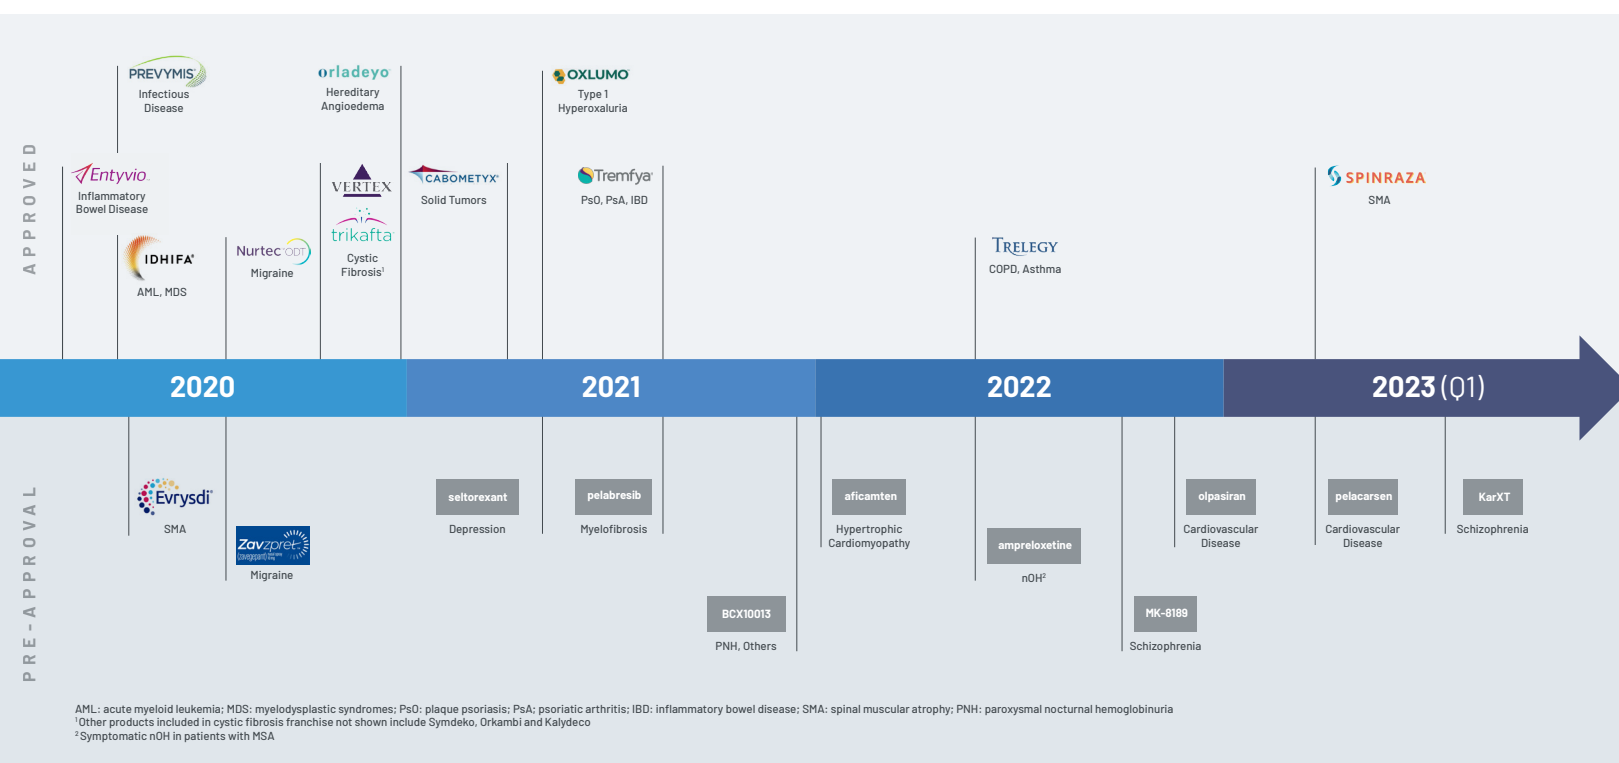 APPROVED
PREVYMIS
Infectious
Disease
orladeyo
Hereditary
Angioedema
OXLUMO
Type 1
Hyperoxaluria
Entyvio
Inflammatory
Bowel Disease
VERTEX
trikafta
Cystic
Fibrosis¹
CABOMETYX®
Solid Tumors
Tremfya
PsO, PsA, IBD
SPINRAZA
SMA
IDHIFA®
AML, MDS
Nurtec ODT
Migraine
TRELEGY
COPD, Asthma
2020
2021
2022
2023 (Q1)
PRE-APPROVAL
Evrysdi®
SMA
Zavzpret
(zavegepant)
Migraine
seltorexant
Depression
pelabresib
Myelofibrosis
BCX10013
PNH, Others
aficamten
Hypertrophic
Cardiomyopathy
ampreloxetine
nOH²
MK-8189
Schizophrenia
olpasiran
Cardiovascular
Disease
pelacarsen
Cardiovascular
Disease
KarXT
Schizophrenia
AML: acute myeloid leukemia; MDS: myelodysplastic syndromes; PsO: plaque psoriasis; PsA; psoriatic arthritis; IBD: inflammatory bowel disease; SMA: spinal muscular atrophy; PNH: paroxysmal nocturnal hemoglobinuria
¹ Other products included in cystic fibrosis franchise not shown include Symdeko, Orkambi and Kalydeco
² Symptomatic nOH in patients with MSA